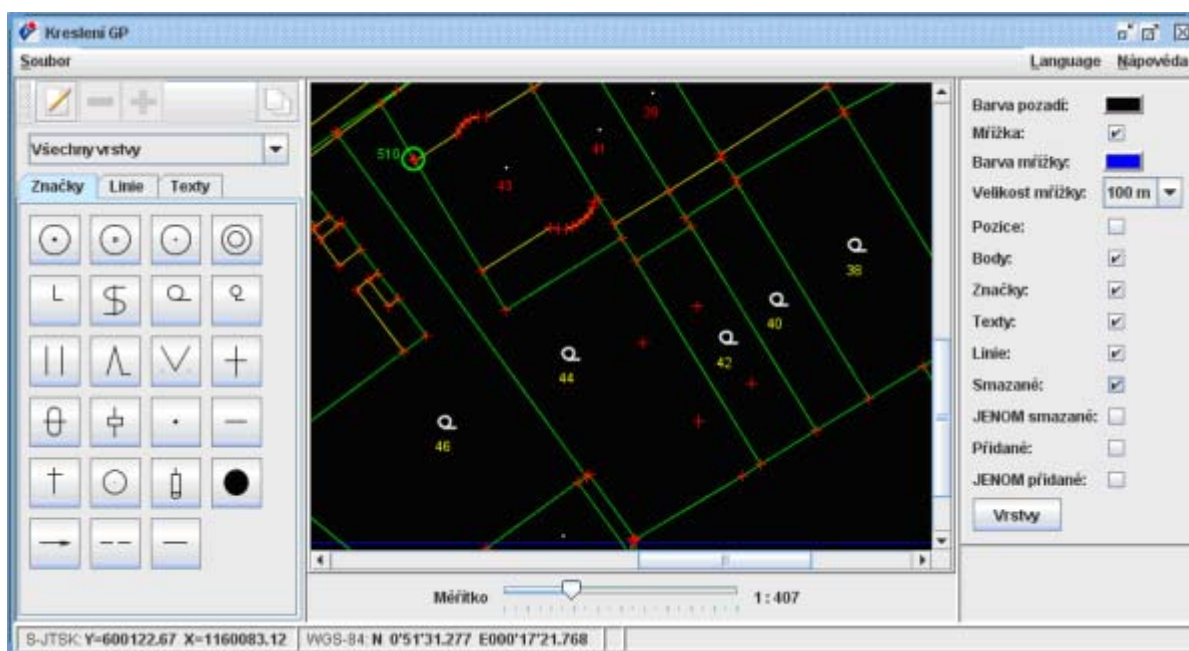 Kreslení GP
Soubor
Language Nápověda
Všechny vrstvy
Značky Linie Texty
510
39
41
43
38
40
42
44
46
Měřítko 1 : 407
Barva pozadí:
Mřížka:
Barva mřížky:
Velikost mřížky: 100 m
Pozice:
Body:
Značky:
Texty:
Linie:
Smazané:
JENOM smazané:
Přidané:
JENOM přidané:
Vrstvy
S-JTSK: Y=600122.67 X=1160083.12 WGS-84: N 0'51'31.277 E000'17'21.768